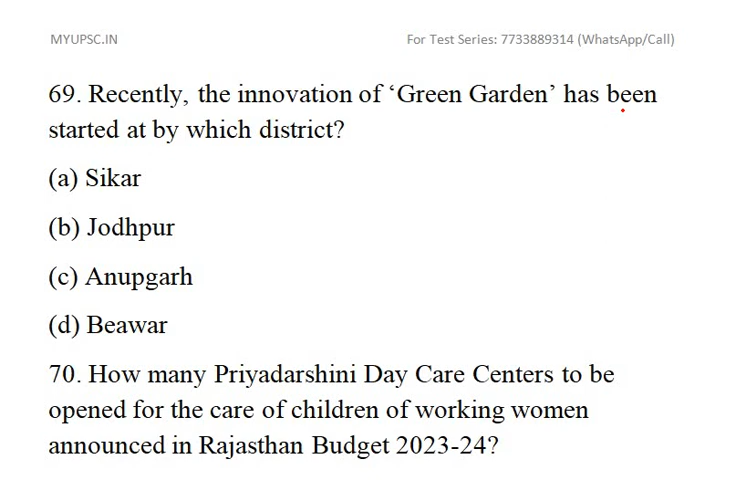 MYUPSC.IN For Test Series: 7733889314 (WhatsApp/Call)
69. Recently, the innovation of ‘Green Garden’ has been
started at by which district?
(a) Sikar
(b) Jodhpur
(c) Anupgarh
(d) Beawar
70. How many Priyadarshini Day Care Centers to be
opened for the care of children of working women
announced in Rajasthan Budget 2023-24?